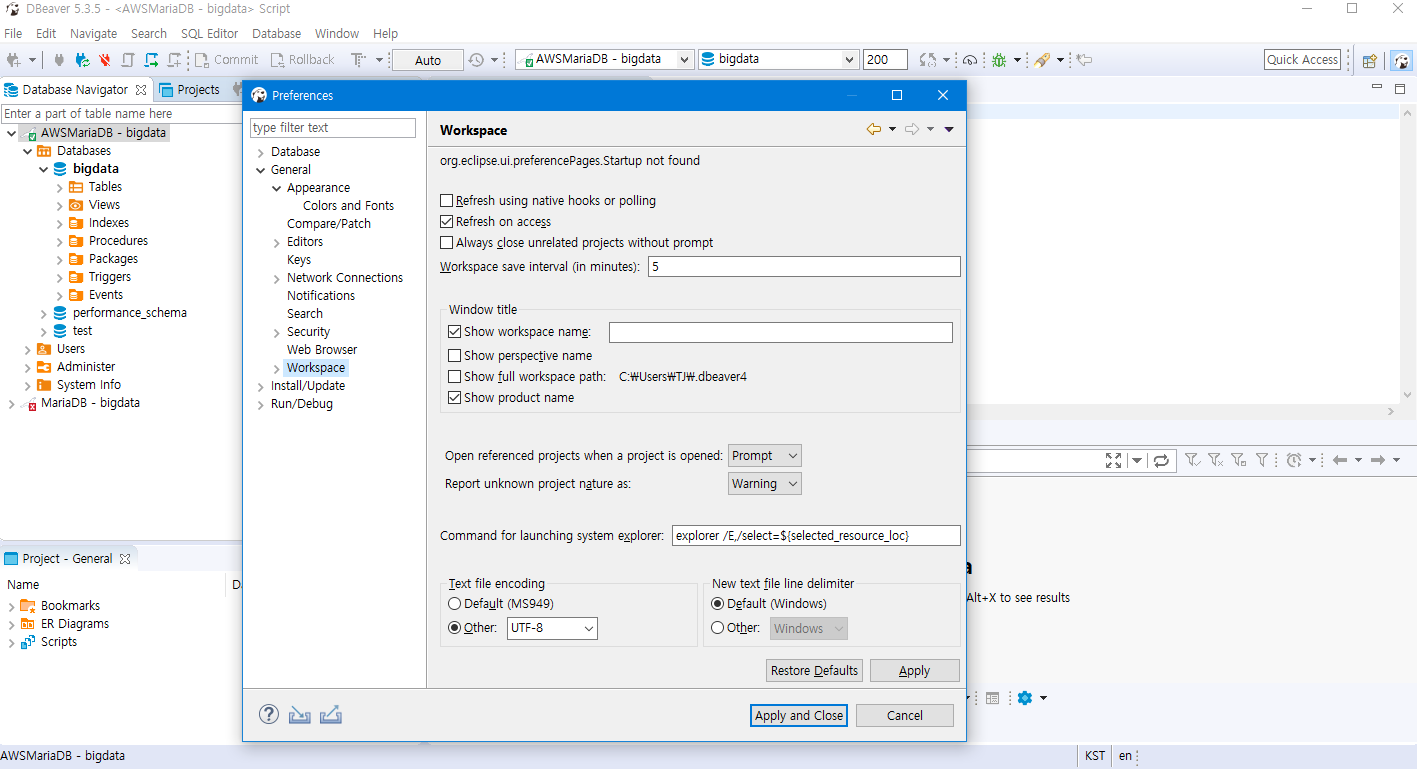 DBeaver 5.3.5 - <AWSMariaDB - bigdata> Script
File Edit Navigate Search SQL Editor Database Window Help
Commit Rollback Auto AWSMariaDB - bigdata bigdata 200 Quick Access
Database Navigator Projects
Enter a part of table name here
AWSMariaDB - bigdata
Databases
bigdata
Tables
Views
Indexes
Procedures
Packages
Triggers
Events
performance_schema
test
Users
Administer
System Info
MariaDB - bigdata
Project - General
Name D
Bookmarks
ER Diagrams
Scripts
Preferences
type filter text
Database
General
Appearance
Colors and Fonts
Compare/Patch
Editors
Keys
Network Connections
Notifications
Search
Security
Web Browser
Workspace
Install/Update
Run/Debug
Workspace
org.eclipse.ui.preferencePages.Startup not found
Refresh using native hooks or polling
Refresh on access
Always close unrelated projects without prompt
Workspace save interval (in minutes): 5
Window title
Show workspace name:
Show perspective name
Show full workspace path: C:₩Users₩TJ₩.dbeaver4
Show product name
Open referenced projects when a project is opened: Prompt
Report unknown project nature as: Warning
Command for launching system explorer: explorer /E,/select=${selected_resource_loc}
Text file encoding
Default (MS949)
Other: UTF-8
New text file line delimiter
Default (Windows)
Other: Windows
Restore Defaults Apply
Apply and Close Cancel
a
Alt+X to see results
AWSMariaDB - bigdata KST en